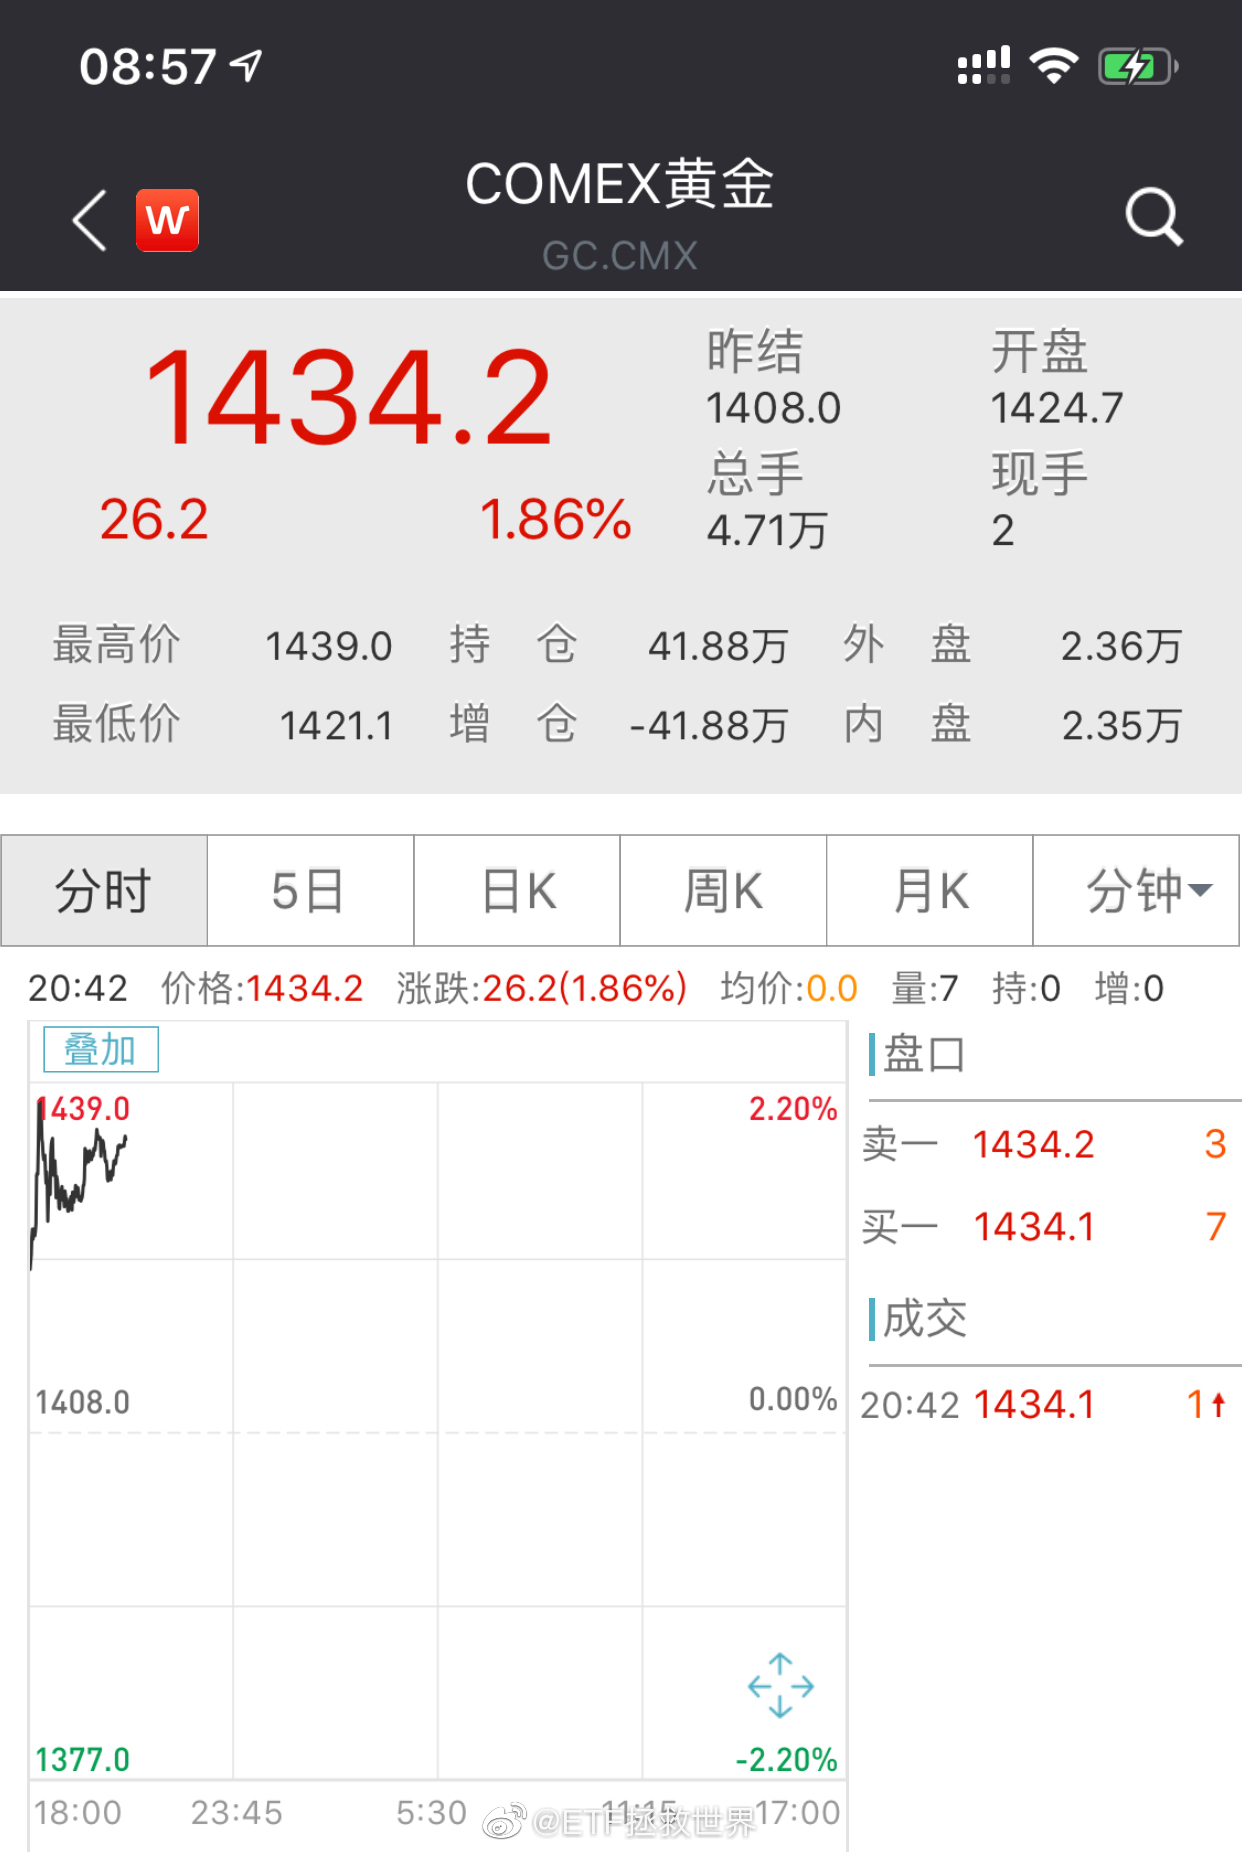 08:57
W
COMEX黄金
GC.CMX
1434.2
26.2 1.86%
昨结 开盘
1408.0 1424.7
总手 现手
4.71万 2
最高价 1439.0 持仓 41.88万 外盘 2.36万
最低价 1421.1 增仓 -41.88万 内盘 2.35万
分时 5日 日K 周K 月K 分钟
20:42 价格:1434.2 涨跌:26.2(1.86%) 均价:0.0 量:7 持:0 增:0
叠加
1439.0 2.20%
1408.0 0.00%
1377.0 -2.20%
18:00 23:45 5:30 11:15 17:00
盘口
卖一 1434.2 3
买一 1434.1 7
成交
20:42 1434.1 1
@ETF拯救世界